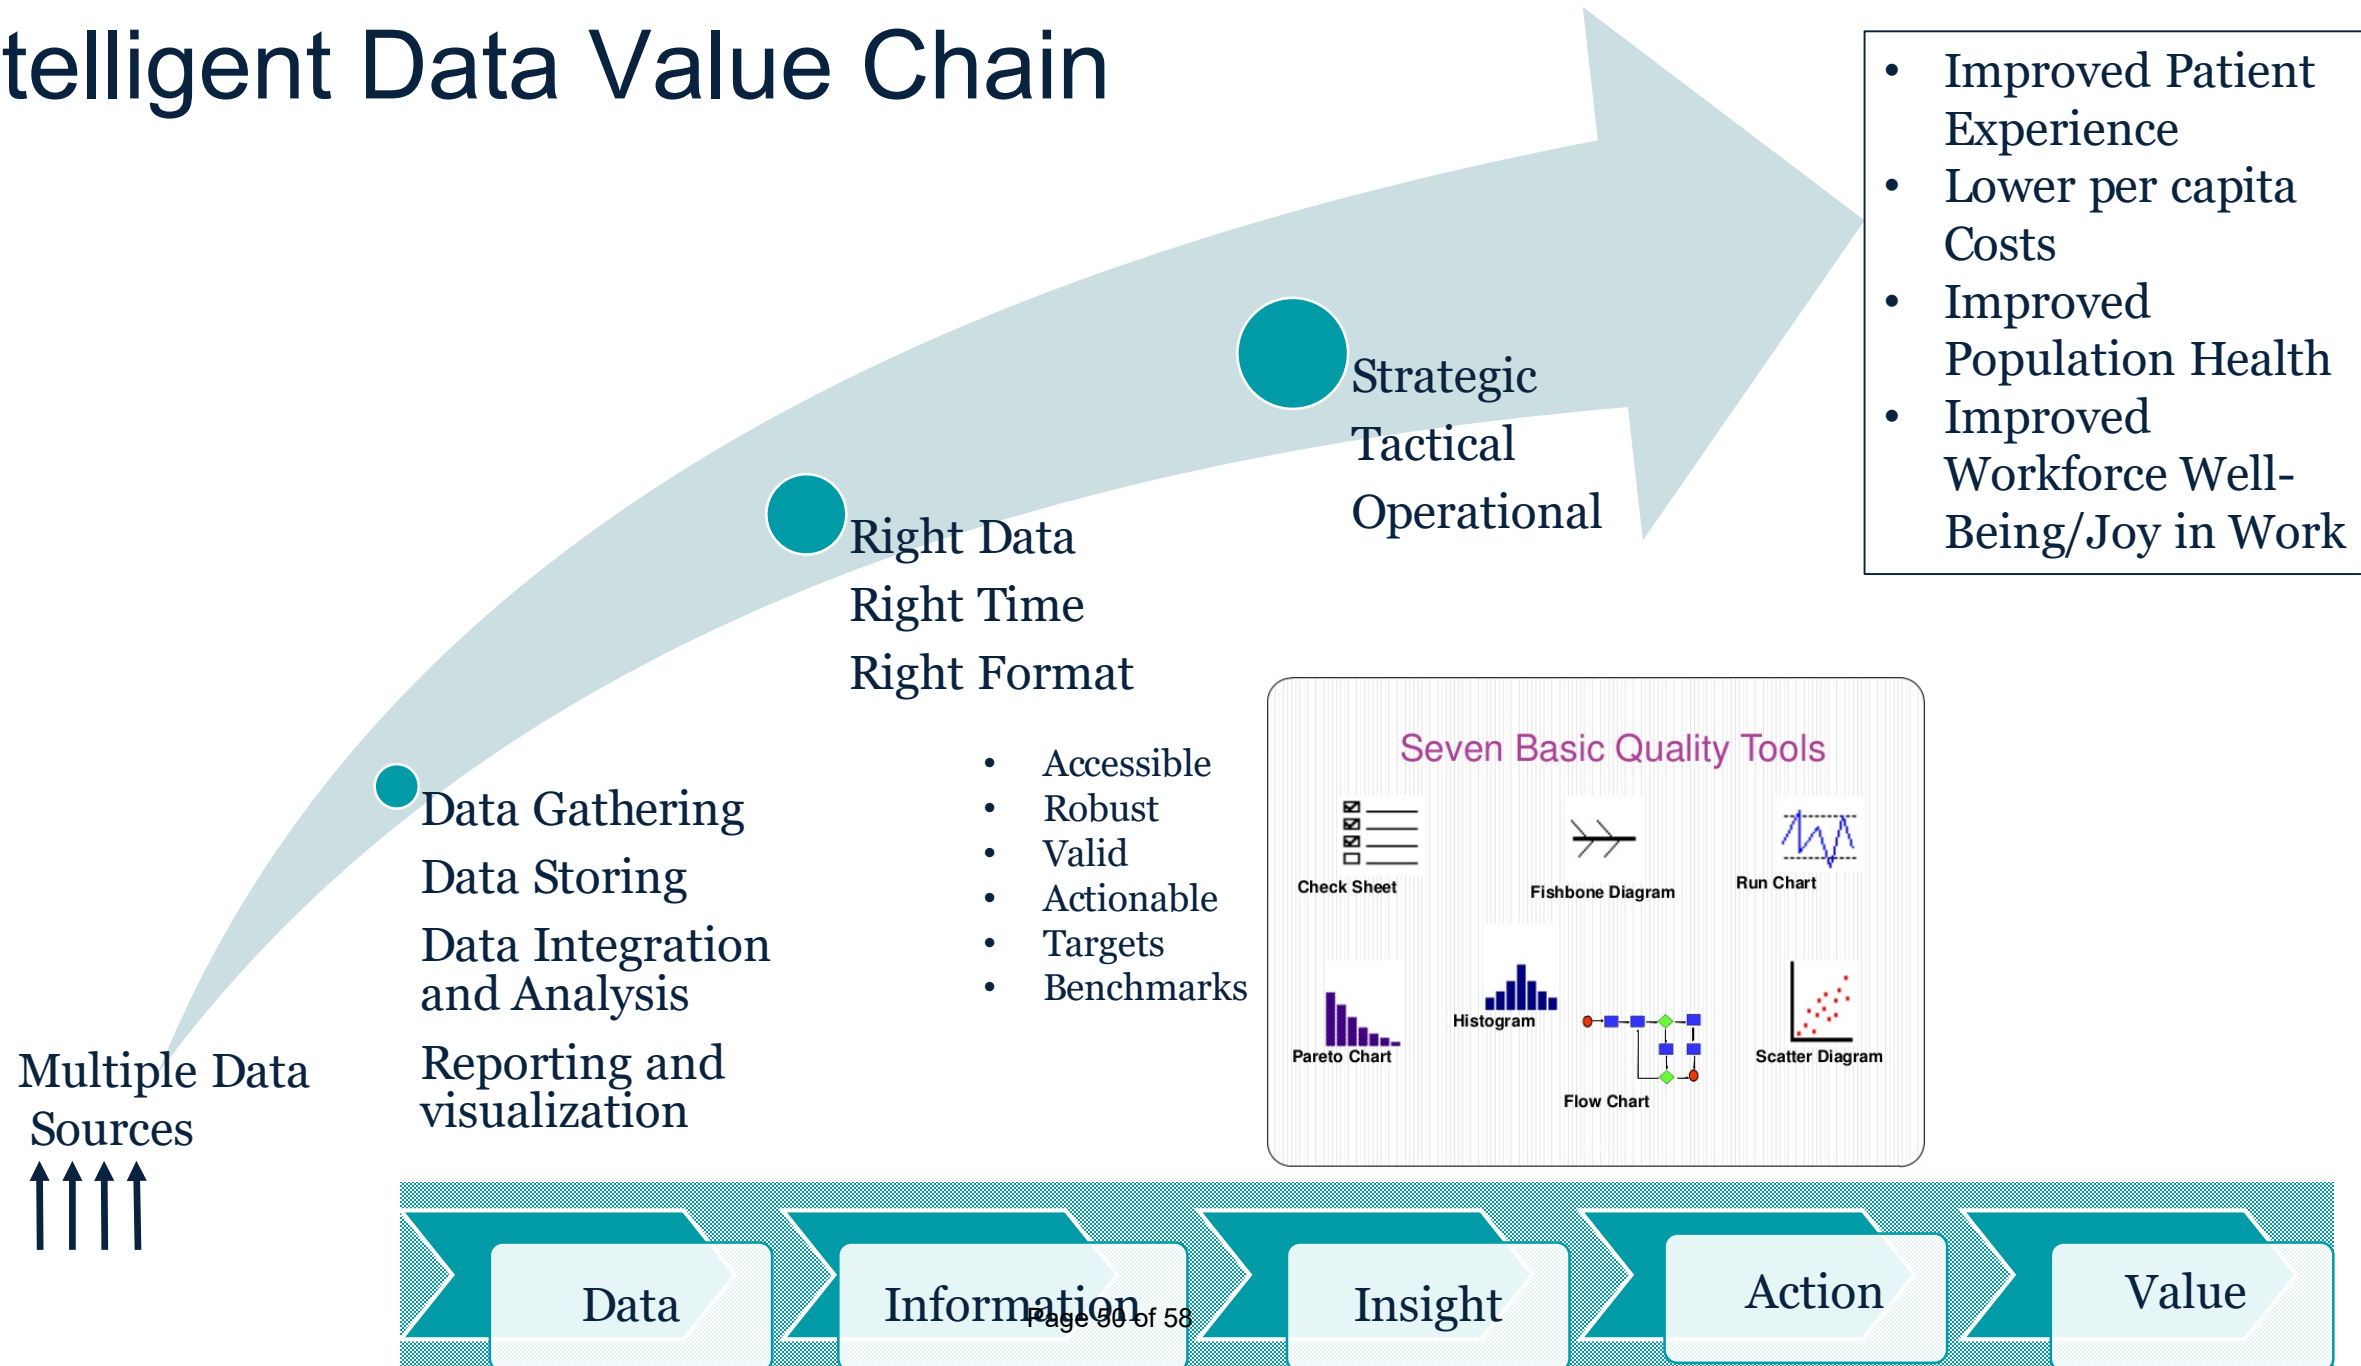 telligent Data Value Chain
• Improved Patient
Experience
• Lower per capita
Costs
• Improved
Population Health
• Improved
Workforce Well-
Being/Joy in Work
Strategic
Tactical
Operational
Right Data
Right Time
Right Format
• Accessible
• Robust
• Valid
• Actionable
• Targets
• Benchmarks
Data Gathering
Data Storing
Data Integration
and Analysis
Reporting and
visualization
Multiple Data
Sources
Seven Basic Quality Tools
Check Sheet
Fishbone Diagram
Run Chart
Pareto Chart
Histogram
Flow Chart
Scatter Diagram
Data
Information
Insight
Action
Value
Page 50 of 58